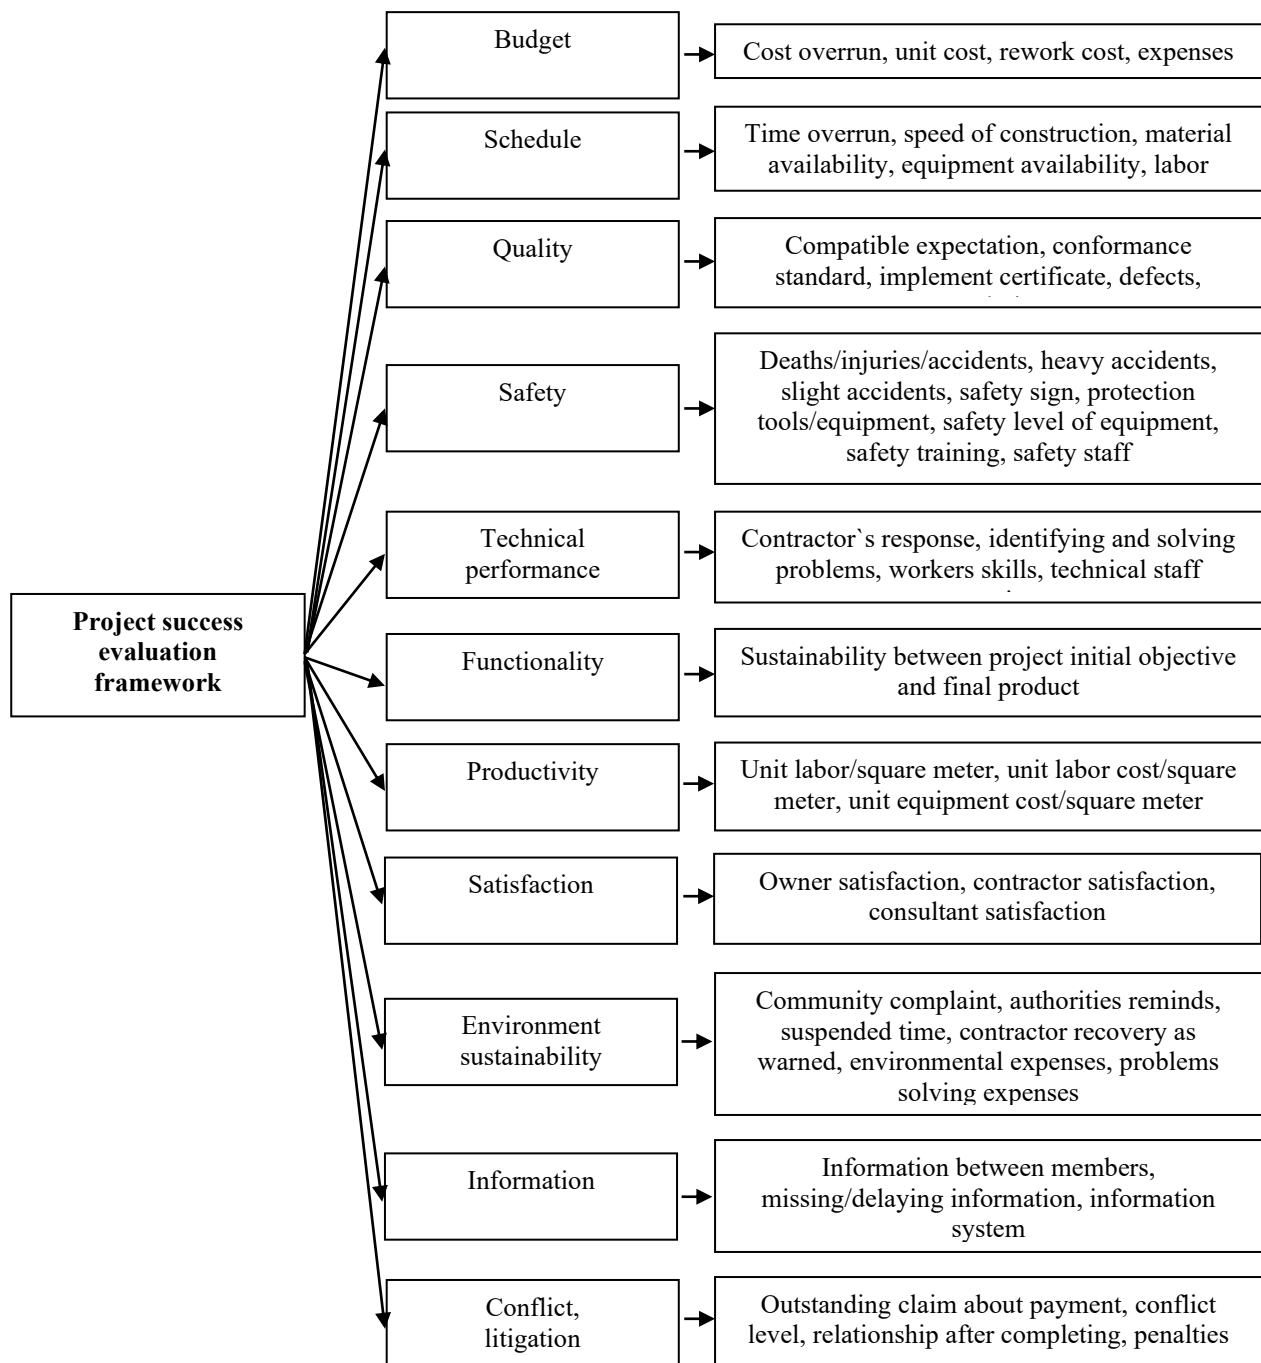 Budget
Cost overrun, unit cost, rework cost, expenses
Schedule
Time overrun, speed of construction, material
availability, equipment availability, labor
Quality
Compatible expectation, conformance
standard, implement certificate, defects,
Safety
Deaths/injuries/accidents, heavy accidents,
slight accidents, safety sign, protection
tools/equipment, safety level of equipment,
safety training, safety staff
Technical
performance
Contractor`s response, identifying and solving
problems, workers skills, technical staff
Project success
evaluation
framework
Functionality
Sustainability between project initial objective
and final product
Productivity
Unit labor/square meter, unit labor cost/square
meter, unit equipment cost/square meter
Satisfaction
Owner satisfaction, contractor satisfaction,
consultant satisfaction
Environment
sustainability
Community complaint, authorities reminds,
suspended time, contractor recovery as
warned, environmental expenses, problems
solving expenses
Information
Information between members,
missing/delaying information, information
system
Conflict,
litigation
Outstanding claim about payment, conflict
level, relationship after completing, penalties